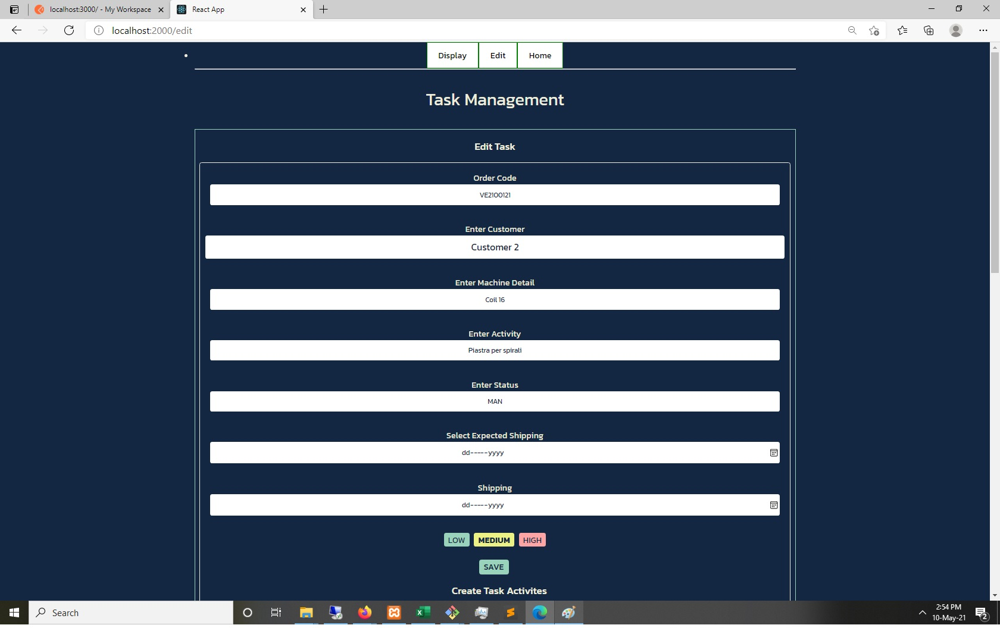 localhost:3000/ - My Workspace
React App
localhost:2000/edit
Display
Edit
Home
Task Management
Edit Task
Order Code
VE2100121
Enter Customer
Customer 2
Enter Machine Detail
Coil 16
Enter Activity
Piastra per spirali
Enter Status
MAN
Select Expected Shipping
dd-----yyyy
Shipping
dd-----yyyy
LOW MEDIUM HIGH
SAVE
Create Task Activites
Search
2:54 PM
10-May-21
2